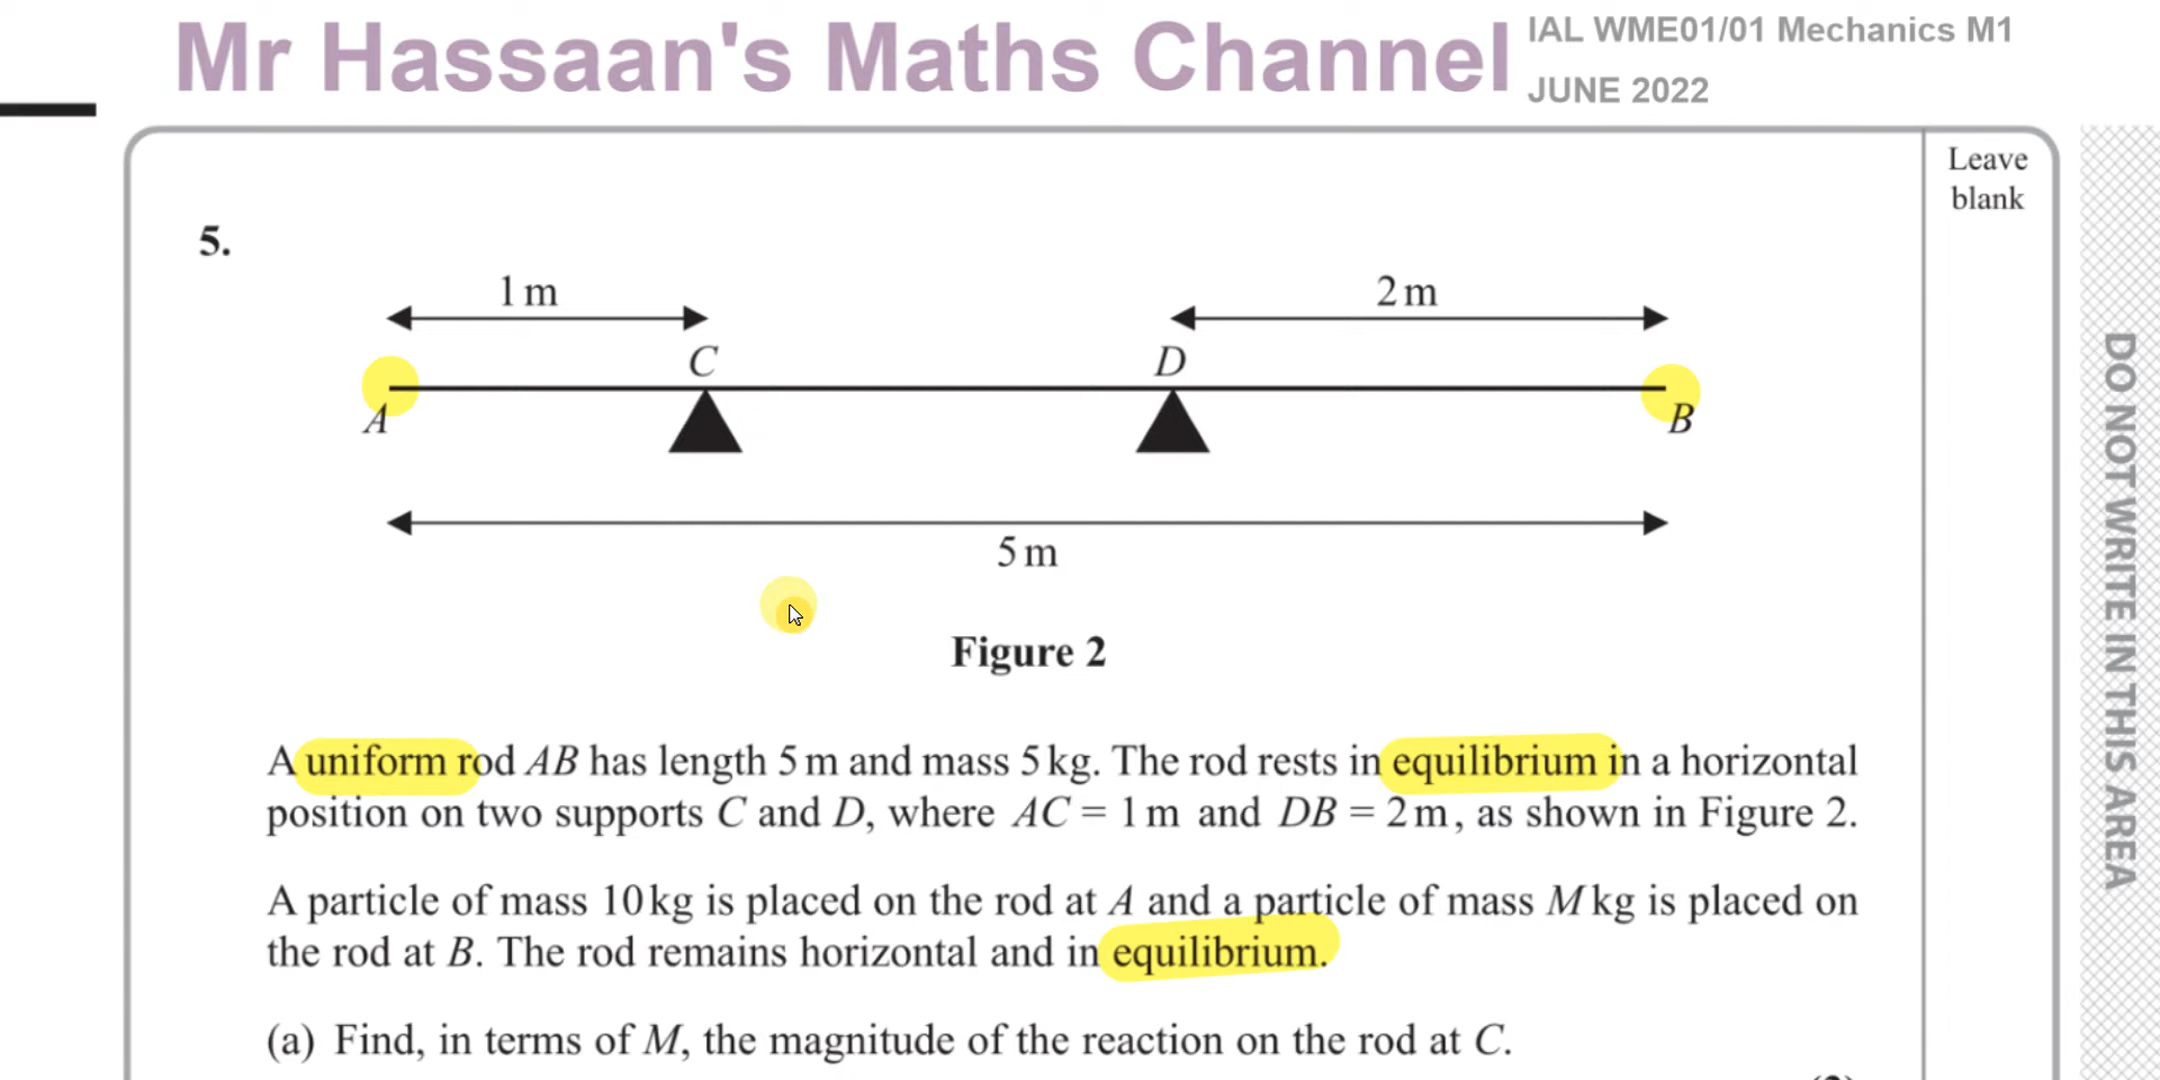 Mr Hassaan's Maths Channel
IAL WME01/01 Mechanics M1
JUNE 2022
Leave
blank
5.
1 m
2 m
C
D
A
B
5 m
Figure 2
A uniform rod AB has length 5 m and mass 5 kg. The rod rests in equilibrium in a horizontal
position on two supports C and D, where AC = 1 m and DB = 2 m, as shown in Figure 2.
A particle of mass 10 kg is placed on the rod at A and a particle of mass M kg is placed on
the rod at B. The rod remains horizontal and in equilibrium.
(a) Find, in terms of M, the magnitude of the reaction on the rod at C.
DO NOT WRITE IN THIS AREA